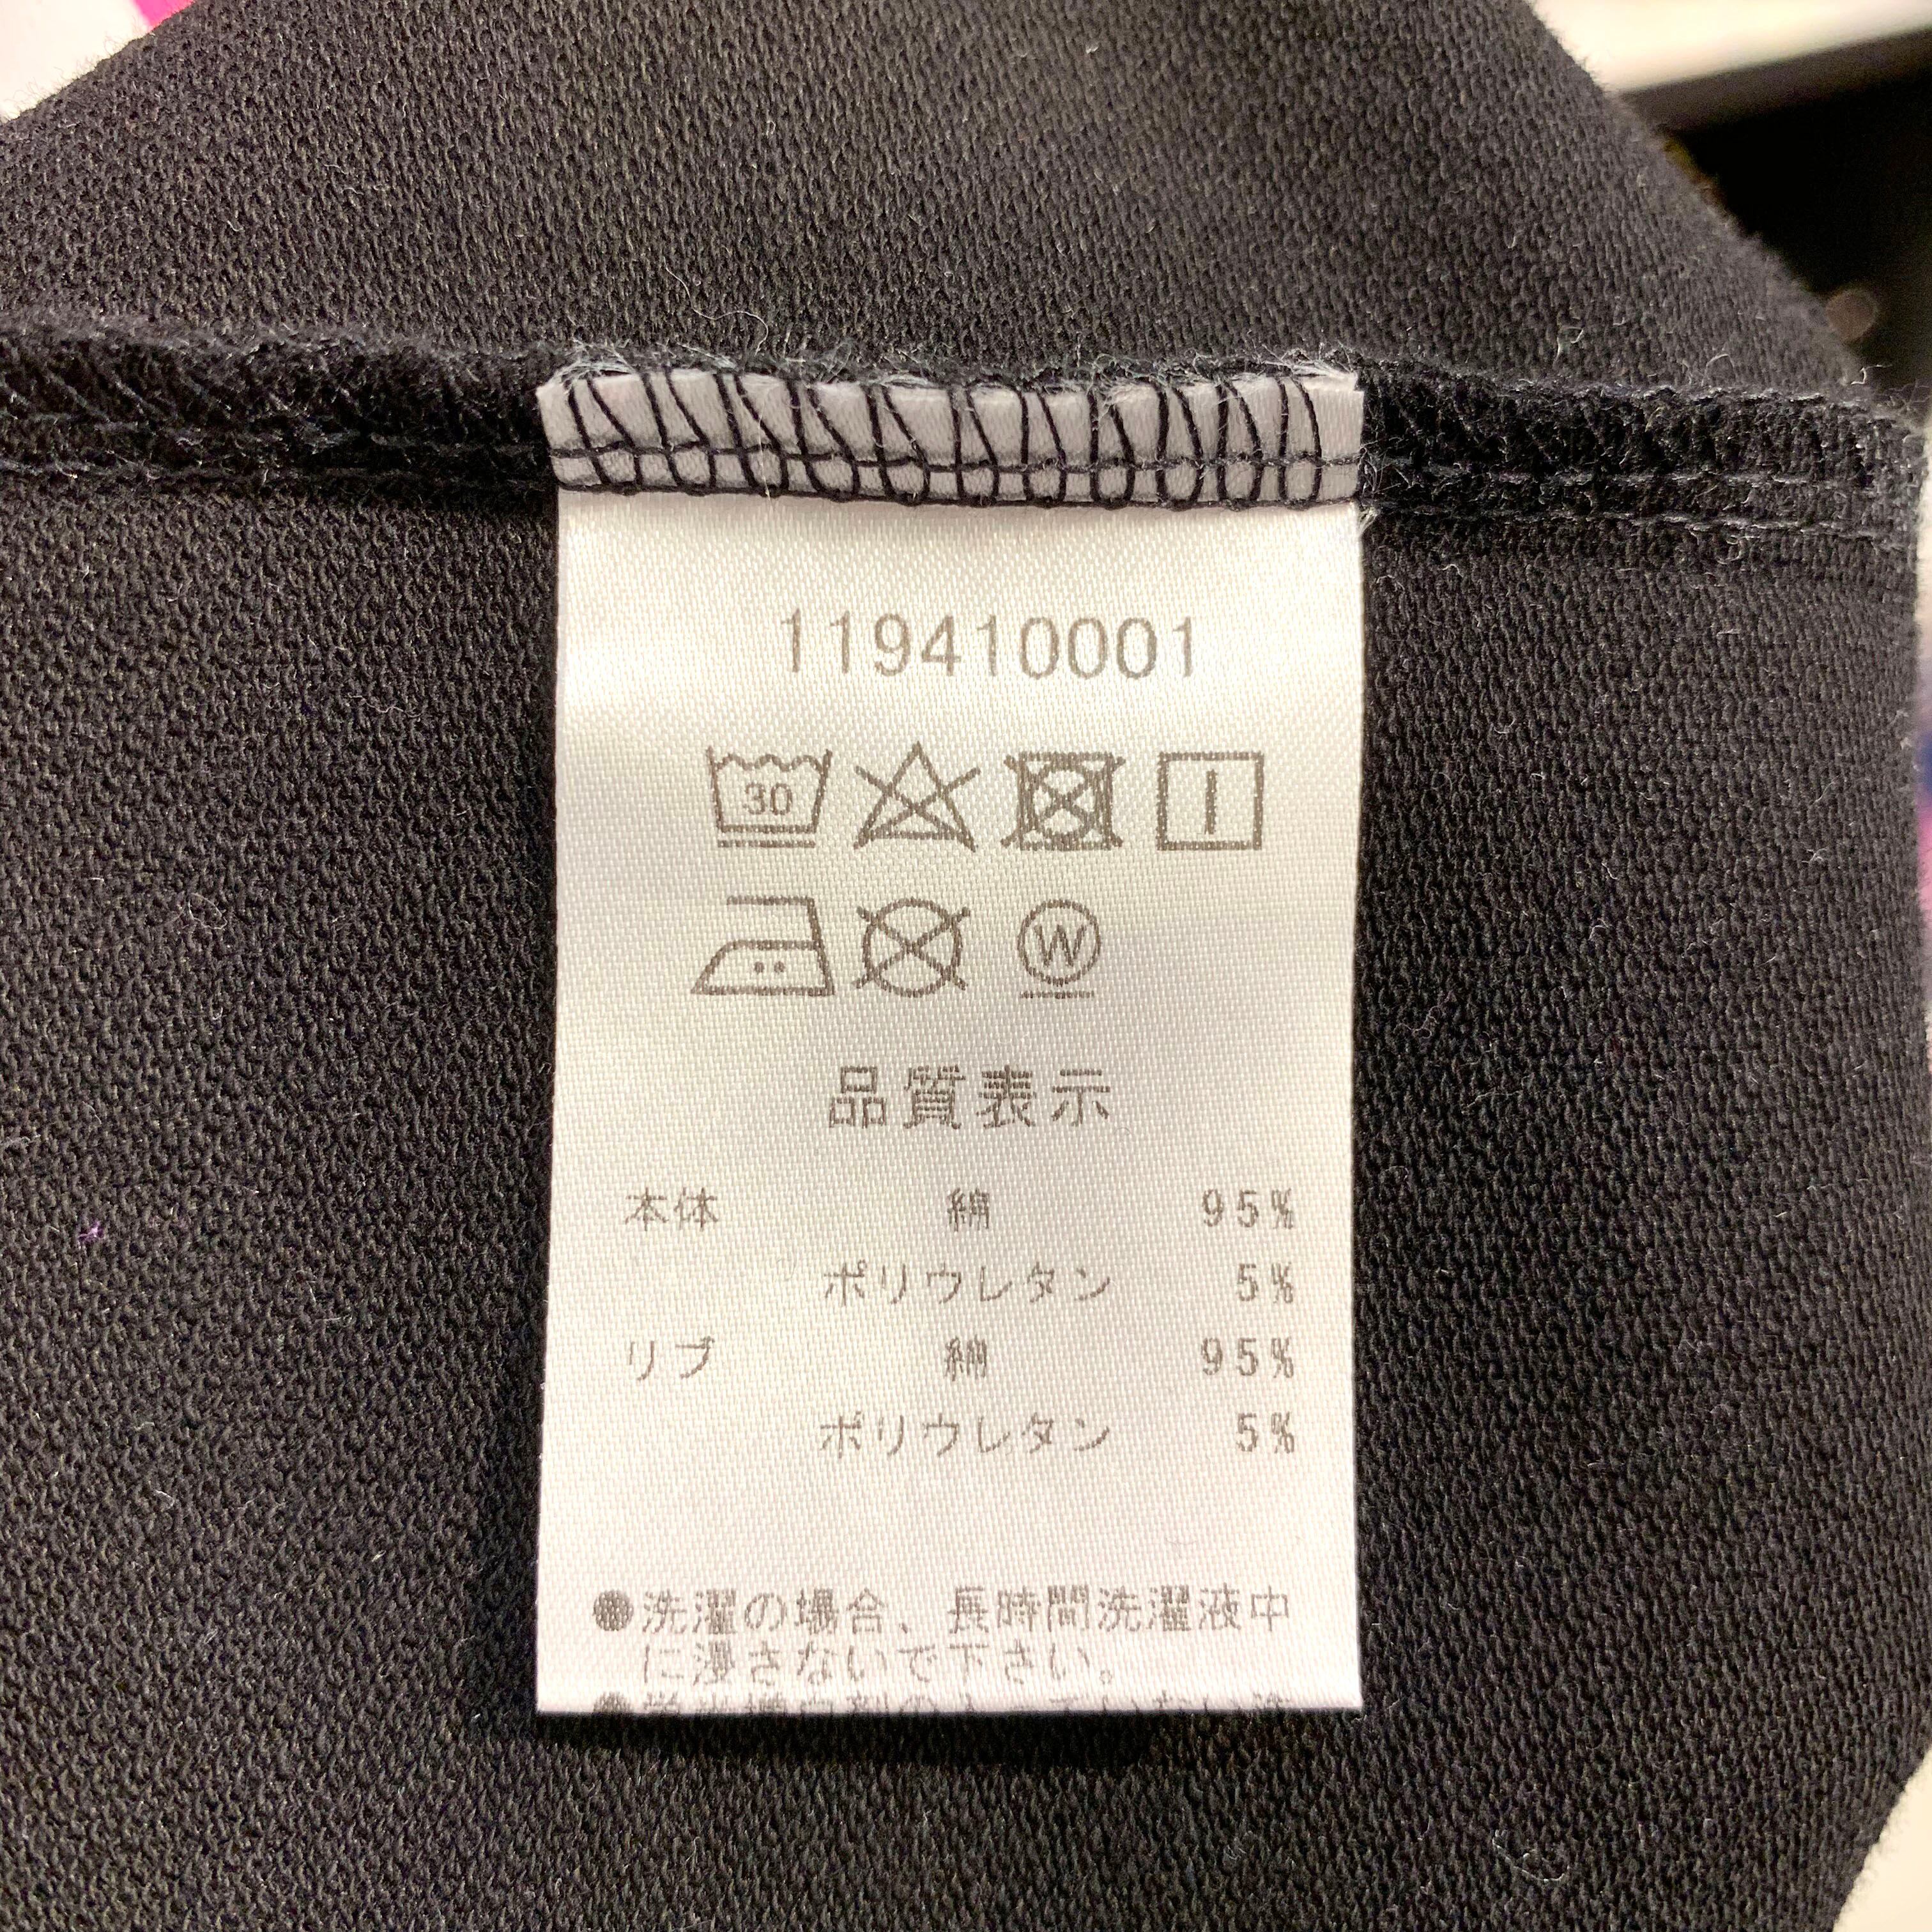 119410001
30
W
品質表示
本体 綿 95%
ポリウレタン 5%
リブ 綿 95%
ポリウレタン 5%
●洗濯の場合、長時間洗濯液中
に浸さないで下さい。